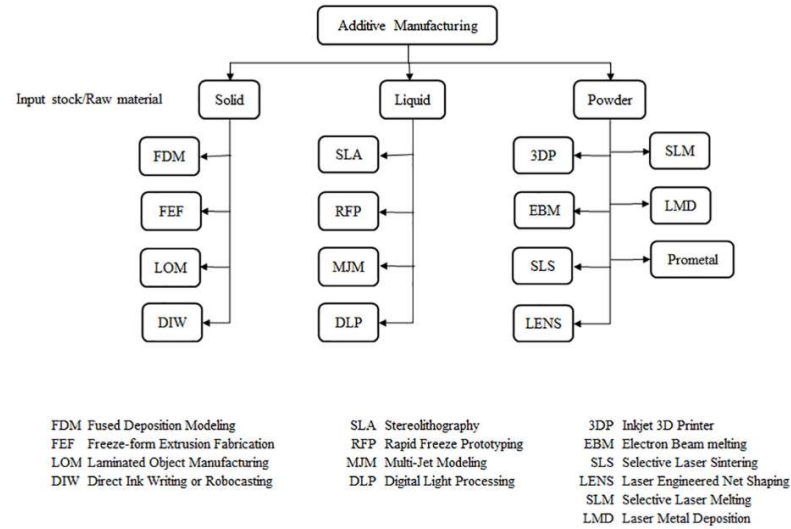 Additive Manufacturing
Input stock/Raw material
Solid
Liquid
Powder
FDM
SLA
3DP
SLM
FEF
RFP
EBM
LMD
LOM
MJM
SLS
Prometal
DIW
DLP
LENS
FDM Fused Deposition Modeling
FEF Freeze-form Extrusion Fabrication
LOM Laminated Object Manufacturing
DIW Direct Ink Writing or Robocasting
SLA Stereolithography
RFP Rapid Freeze Prototyping
MJM Multi-Jet Modeling
DLP Digital Light Processing
3DP Inkjet 3D Printer
EBM Electron Beam melting
SLS Selective Laser Sintering
LENS Laser Engineered Net Shaping
SLM Selective Laser Melting
LMD Laser Metal Deposition